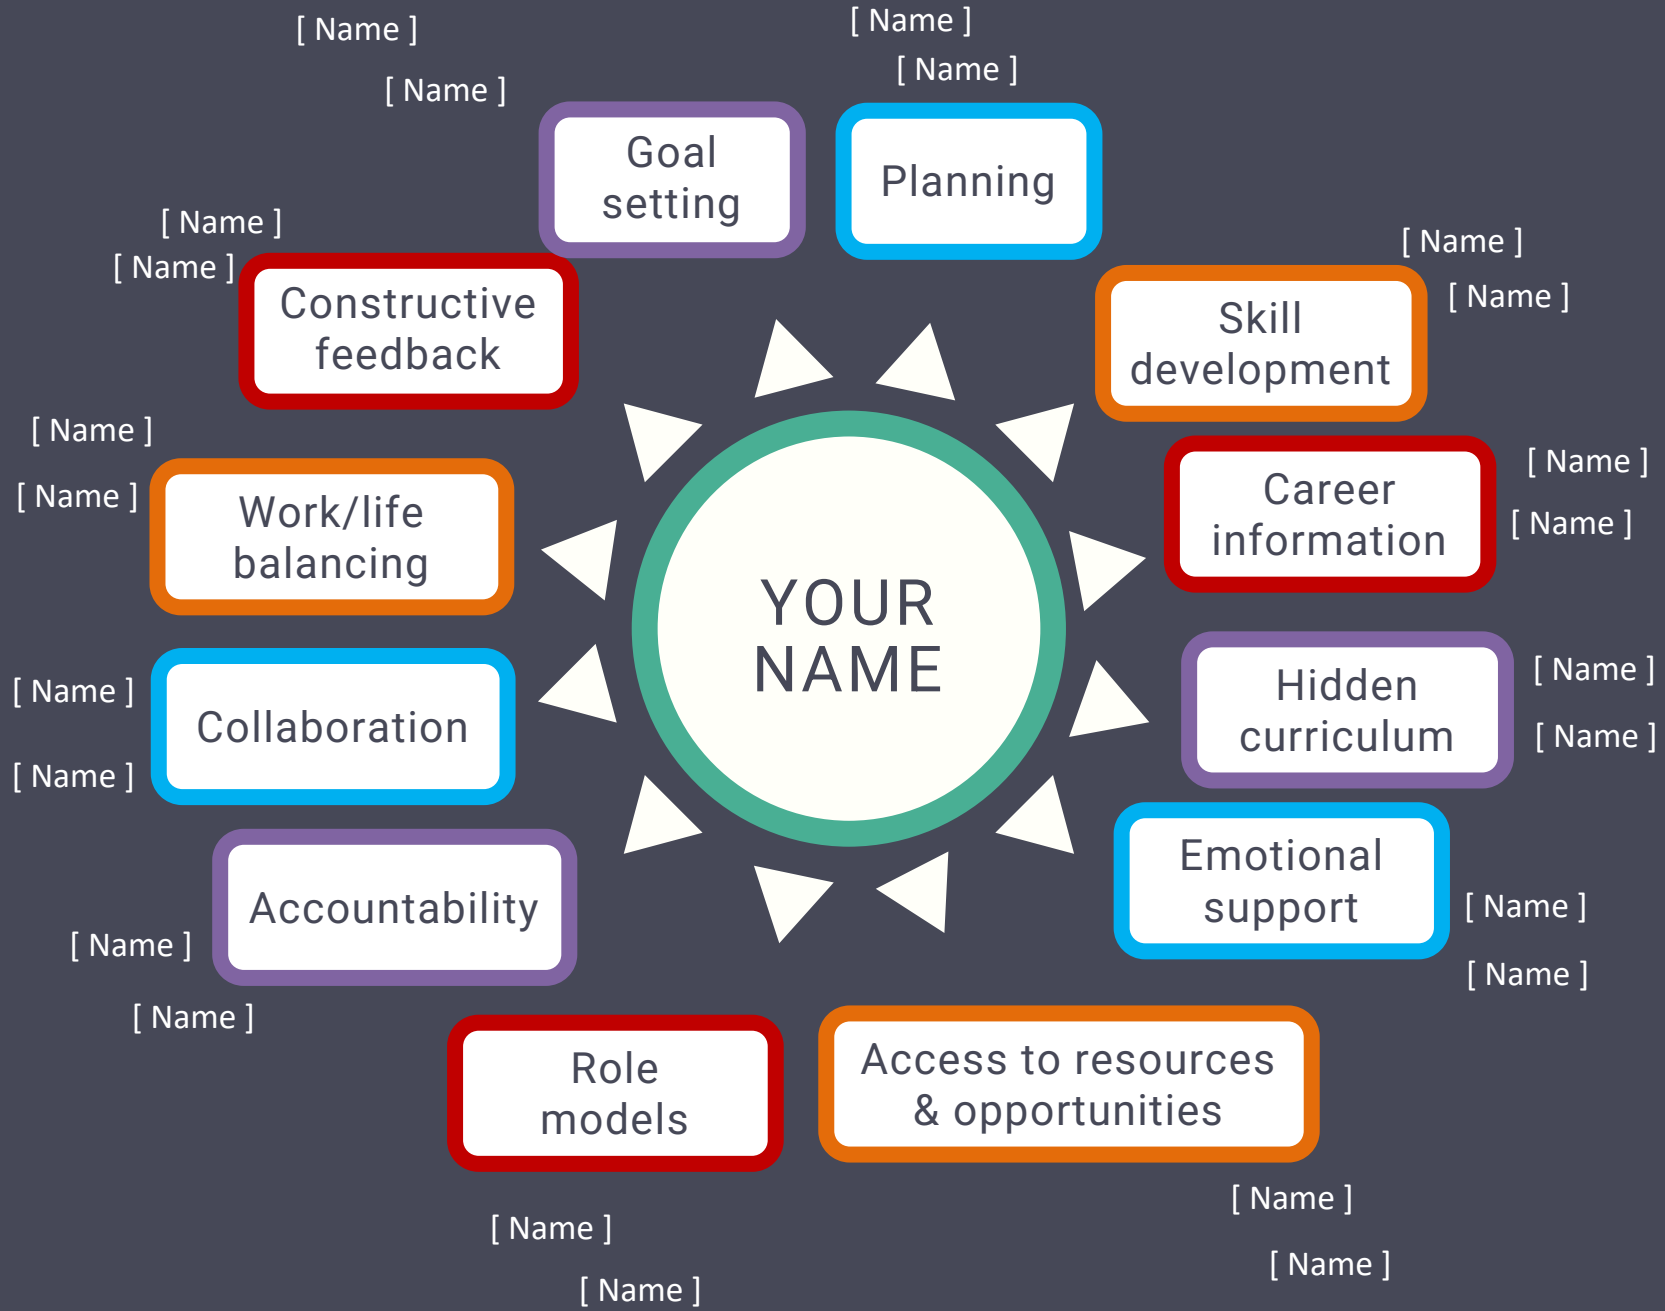 [ Name ]
[ Name ]
Goal
setting
[ Name ]
[ Name ]
Planning
[ Name ]
[ Name ]
Skill
development
[ Name ]
[ Name ]
Career
information
[ Name ]
[ Name ]
Hidden
curriculum
[ Name ]
[ Name ]
Emotional
support
[ Name ]
[ Name ]
Access to resources
& opportunities
[ Name ]
[ Name ]
Role
models
[ Name ]
[ Name ]
Accountability
[ Name ]
[ Name ]
Collaboration
[ Name ]
[ Name ]
Work/life
balancing
[ Name ]
[ Name ]
Constructive
feedback
[ Name ]
[ Name ]
YOUR
NAME